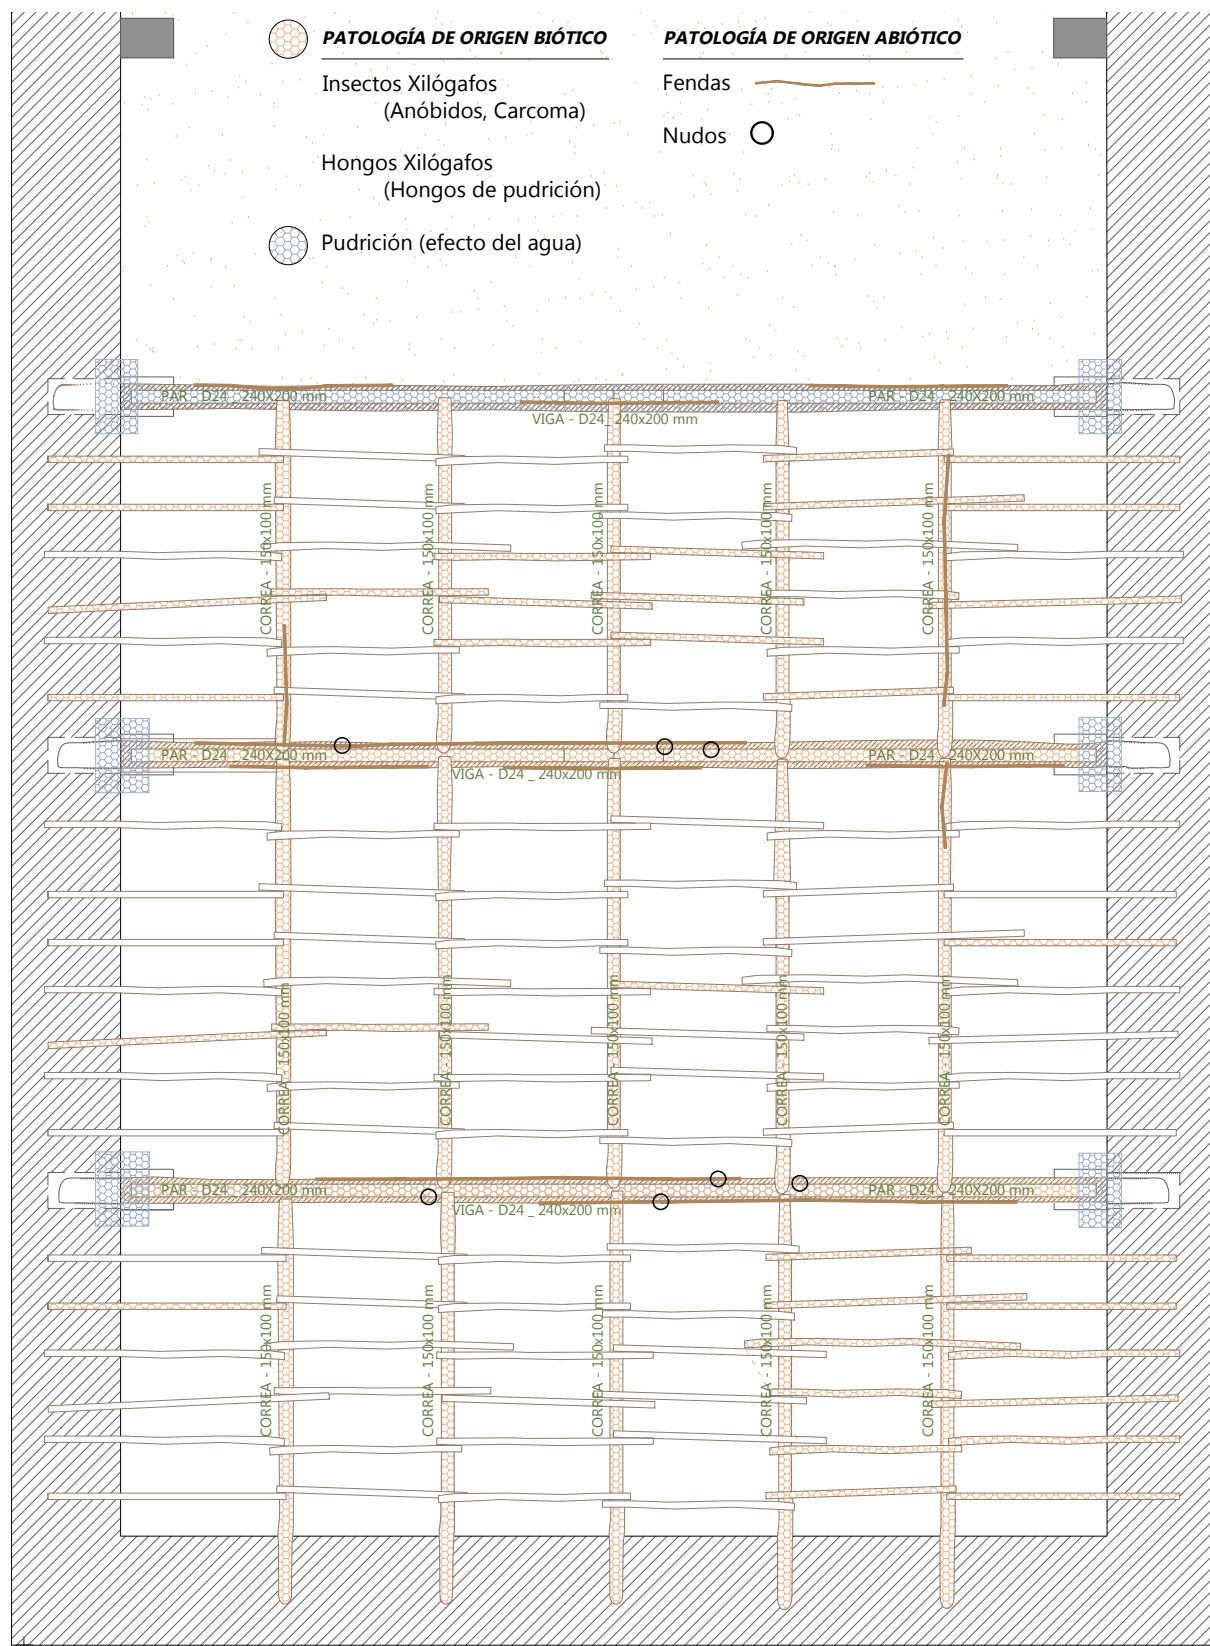 PATOLOGÍA DE ORIGEN BIÓTICO
Insectos Xilógafos
(Anóbidos, Carcoma)
Hongos Xilógafos
(Hongos de pudrición)
Pudrición (efecto del agua)
PATOLOGÍA DE ORIGEN ABIÓTICO
Fendas
Nudos
PAR - D24 _ 240X200 mm
PAR - D24 _ 240X200 mm
VIGA - D24_ 240x200 mm
CORREA - 150x100 mm
CORREA - 150x100 mm
CORREA - 150x100 mm
CORREA - 150x100 mm
CORREA - 150x100 mm
PAR - D24 _ 240X200 mm
PAR - D24 _ 240X200 mm
VIGA - D24 _ 240x200 mm
CORREA - 150x100 mm
CORREA - 150x100 mm
CORREA - 150x100 mm
CORREA - 150x100 mm
CORREA - 150x100 mm
PAR - D24 _ 240X200 mm
PAR - D24 _ 240X200 mm
VIGA - D24 _ 240x200 mm
CORREA - 150x100 mm
CORREA - 150x100 mm
CORREA - 150x100 mm
CORREA - 150x100 mm
CORREA - 150x100 mm